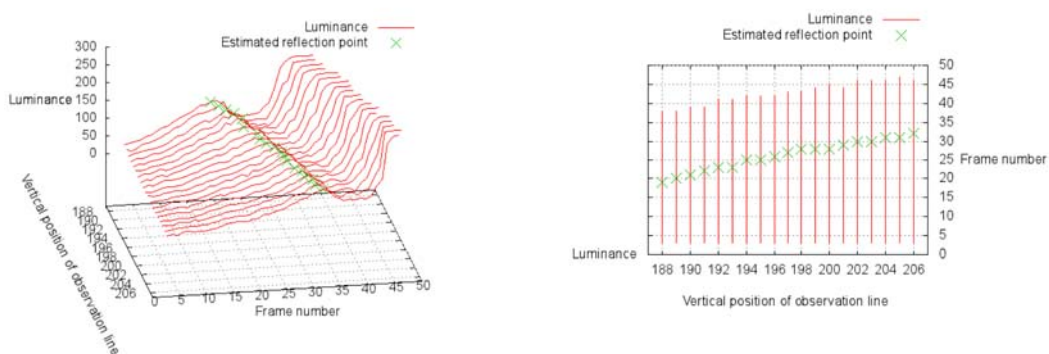 Luminance
Estimated reflection point
300
250
200
150
100
50
0
Luminance
188
190
192
194
196
198
200
202
204
206
Vertical position of observation line
0 5 10 15 20 25 30 35 40 45 50
Frame number
Luminance
Estimated reflection point
50
45
40
35
30
25
20
15
10
5
0
Frame number
Luminance
188 190 192 194 196 198 200 202 204 206
Vertical position of observation line